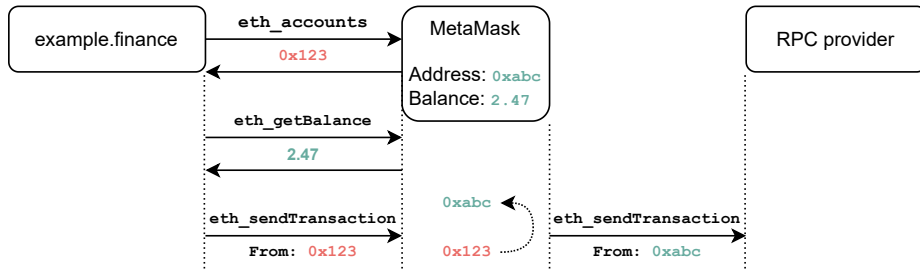 example.finance
eth_accounts
0x123
MetaMask
Address: 0xabc
Balance: 2.47
RPC provider
eth_getBalance
2.47
eth_sendTransaction
From: 0x123
0xabc
0x123
eth_sendTransaction
From: 0xabc